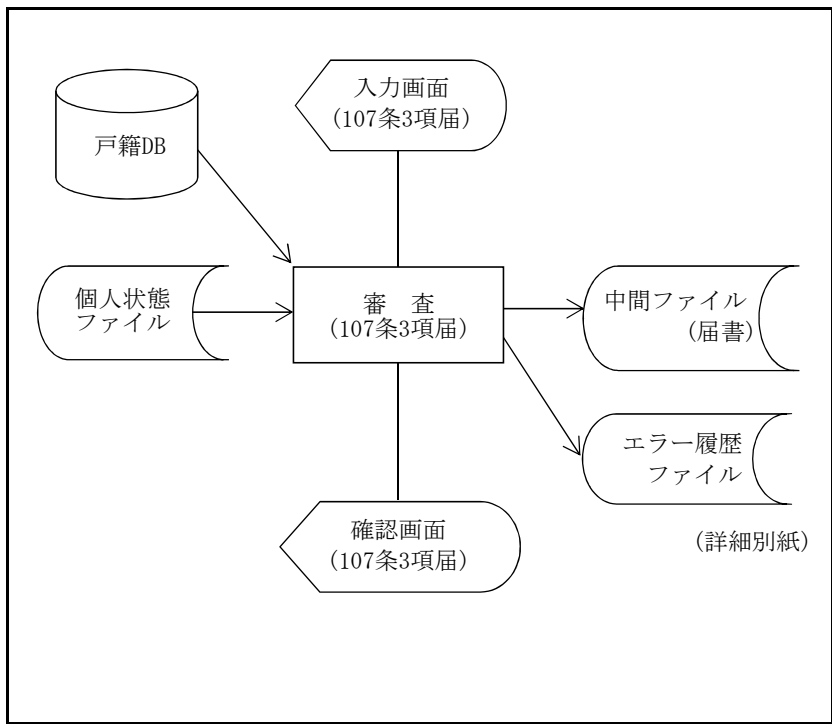 入力画面
(107条3項届)
戸籍DB
個人状態
ファイル
審　査
(107条3項届)
中間ファイル
(届書)
エラー履歴
ファイル
確認画面
(107条3項届)
(詳細別紙)